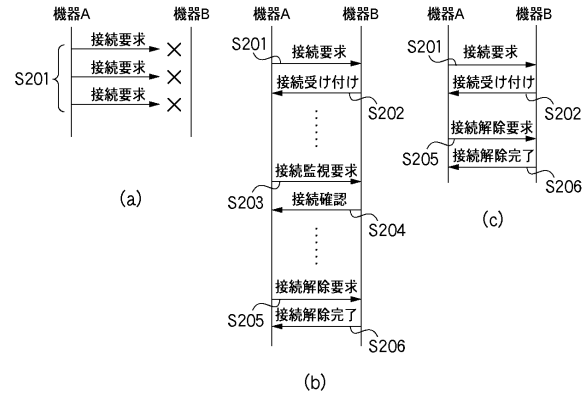 機器A 機器B
接続要求
接続要求
接続要求
S201
(a)
機器A 機器B
S201
接続要求
接続受け付け
S202
接続監視要求
S203
接続確認
S204
接続解除要求
S205
接続解除完了
S206
(b)
機器A 機器B
S201
接続要求
接続受け付け
S202
接続解除要求
S205
接続解除完了
S206
(c)